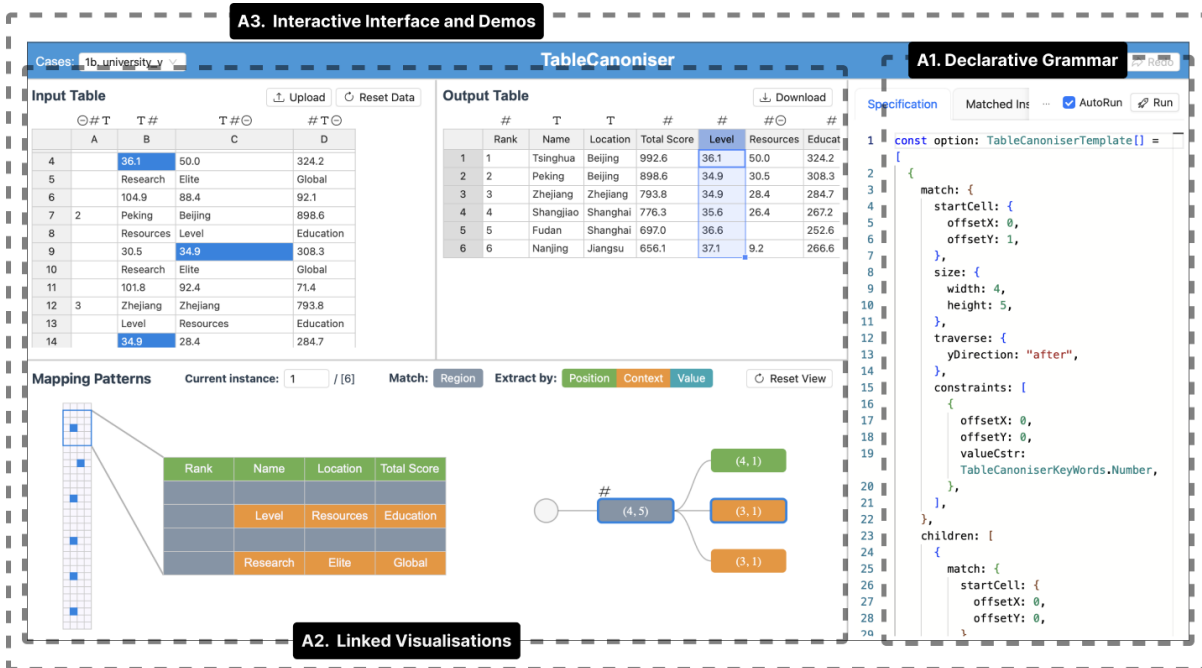 A3. Interactive Interface and Demos
Cases: 1b. university_v
TableCanoniser
A1. Declarative Grammar
Redo
Input Table
Upload
Reset Data
# T T # T # # T
A B C D
4 36.1 50.0 324.2
5 Research Elite Global
6 104.9 88.4 92.1
7 2 Peking Beijing 898.6
8 Resources Level Education
9 30.5 34.9 308.3
10 Research Elite Global
11 101.8 92.4 71.4
12 3 Zhejiang Zhejiang 793.8
13 Level Resources Education
14 34.9 28.4 284.7
Output Table
Download
# T T # # # #
Rank Name Location Total Score Level Resources Educat
1 1 Tsinghua Beijing 992.6 36.1 50.0 324.2
2 2 Peking Beijing 898.6 34.9 30.5 308.3
3 3 Zhejiang Zhejiang 793.8 34.9 28.4 284.7
4 4 Shangjiao Shanghai 776.3 35.6 26.4 267.2
5 5 Fudan Shanghai 697.0 36.6 252.6
6 6 Nanjing Jiangsu 656.1 37.1 9.2 266.6
Mapping Patterns
Current instance: 1 / [6]
Match: Region
Extract by: Position Context Value
Reset View
Rank Name Location Total Score
Level Resources Education
Research Elite Global
#
(4, 5)
(4, 1)
(3, 1)
(3, 1)
A2. Linked Visualisations
Specification
Matched Ins
...
AutoRun
Run
1 const option: TableCanoniserTemplate[] =
[
2 {
3 match: {
4 startCell: {
5 offsetX: 0,
6 offsetY: 1,
7 },
8 size: {
9 width: 4,
10 height: 5,
11 },
12 traverse: {
13 yDirection: "after",
14 },
15 constraints: [
16 {
17 offsetX: 0,
18 offsetY: 0,
19 valueCstr:
TableCanoniserKeyWords.Number,
20 },
21 ],
22 },
23 children: [
24 {
25 match: {
26 startCell: {
27 offsetX: 0,
28 offsetY: 0,
29 }